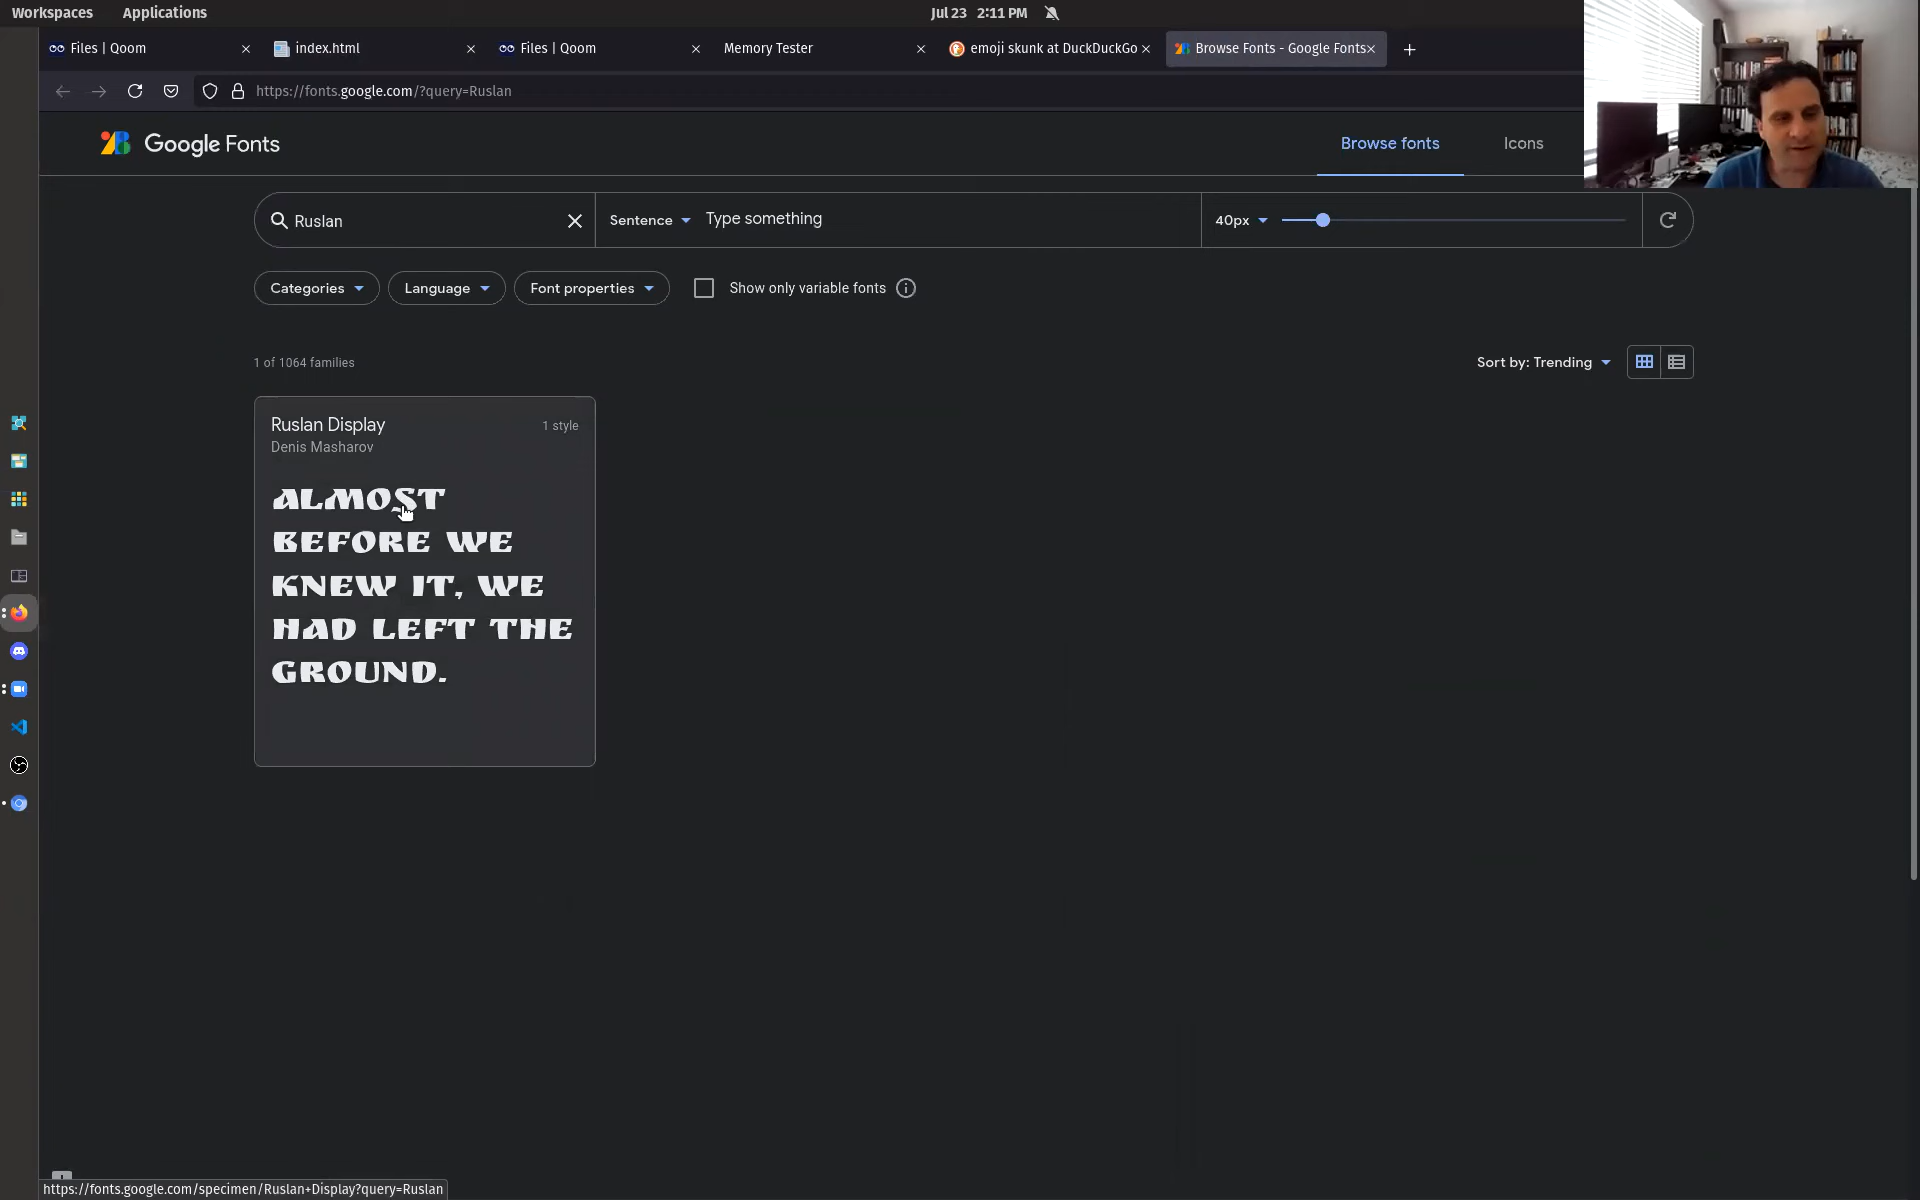 Workspaces Applications Jul 23 2:11 PM
Files | Qoom index.html Files | Qoom Memory Tester emoji skunk at DuckDuckGo Browse Fonts - Google Fonts
https://fonts.google.com/?query=Ruslan
Google Fonts Browse fonts Icons
Ruslan Sentence Type something 40px
Categories Language Font properties Show only variable fonts
1 of 1064 families Sort by: Trending
Ruslan Display 1 style
Denis Masharov
ALMOST
BEFORE WE
KNEW IT, WE
HAD LEFT THE
GROUND.
https://fonts.google.com/specimen/Ruslan+Display?query=Ruslan